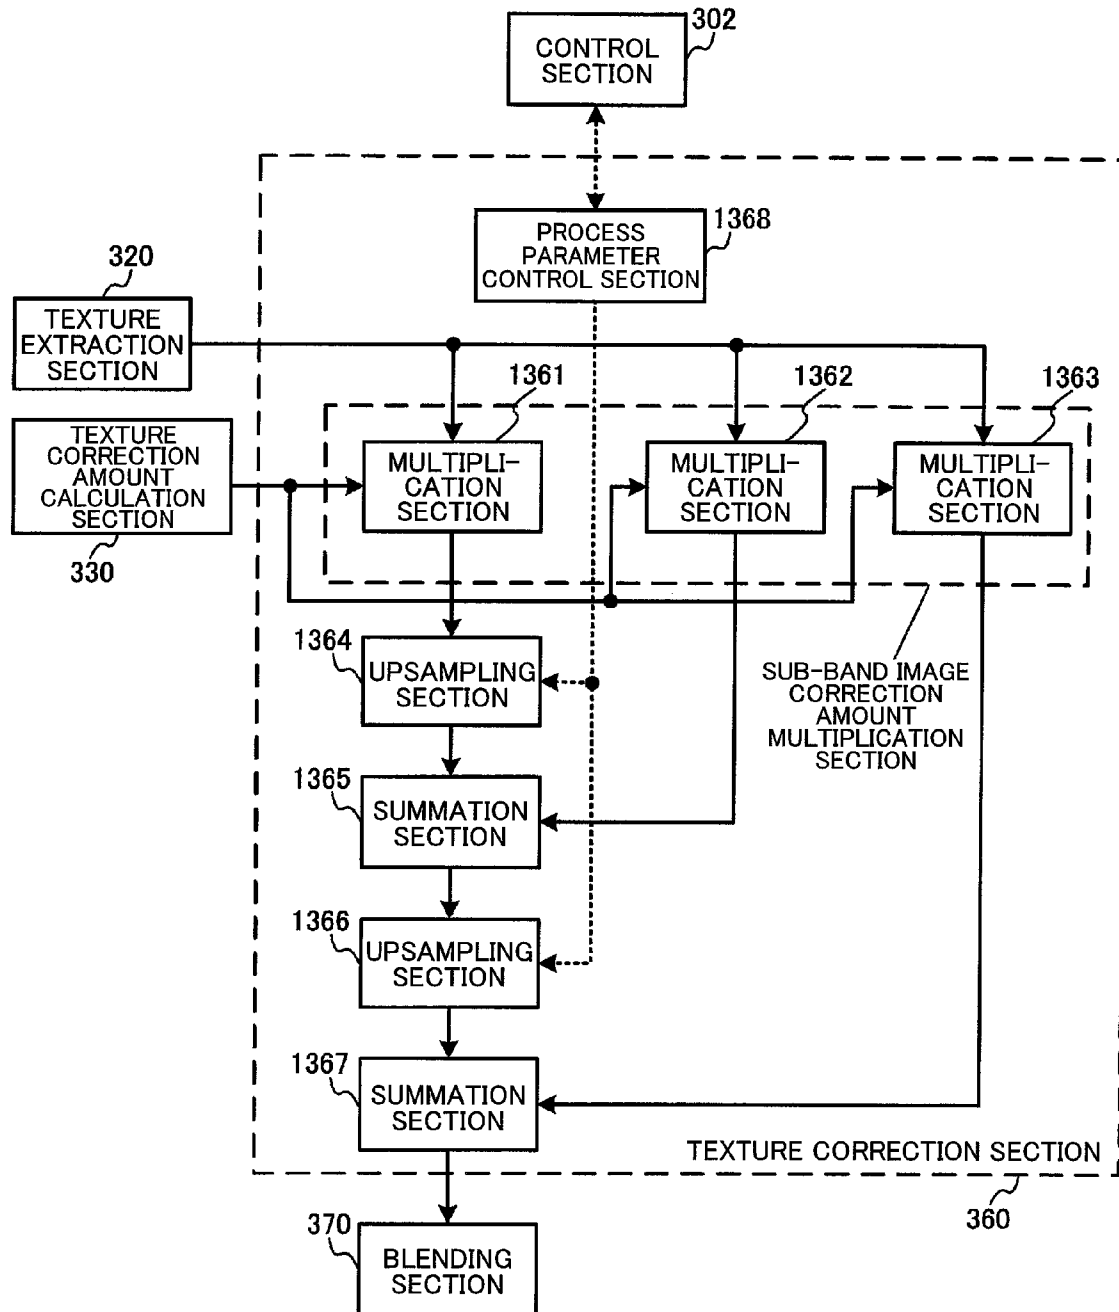 302
CONTROL
SECTION
1368
PROCESS
PARAMETER
CONTROL SECTION
320
TEXTURE
EXTRACTION
SECTION
1361
1362
1363
TEXTURE
CORRECTION
AMOUNT
CALCULATION
SECTION
330
MULTIPLI-
CATION
SECTION
MULTIPLI-
CATION
SECTION
MULTIPLI-
CATION
SECTION
1364
UPSAMPLING
SECTION
SUB-BAND IMAGE
CORRECTION
AMOUNT
MULTIPLICATION
SECTION
1365
SUMMATION
SECTION
1366
UPSAMPLING
SECTION
1367
SUMMATION
SECTION
TEXTURE CORRECTION SECTION
360
370
BLENDING
SECTION